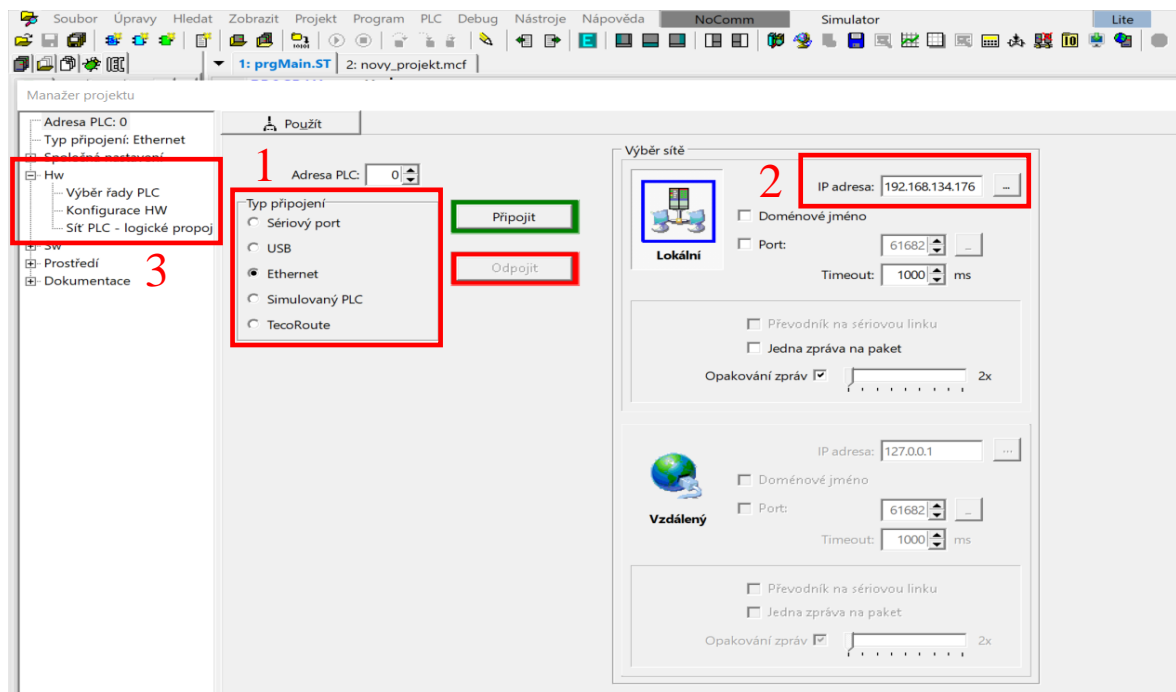 Soubor Úpravy Hledat Zobrazit Projekt Program PLC Debug Nástroje Nápověda NoComm Simulator Lite
1: prgMain.ST 2: novy_projekt.mcf
Manažer projektu
Adresa PLC: 0
Typ připojení: Ethernet
Společné nastavení
Hw
Výběr řady PLC
Konfigurace HW
Síť PLC - logické propoj
Sw
Prostředí
Dokumentace
3
Použít
1
Adresa PLC: 0
Typ připojení
Sériový port
USB
Ethernet
Simulovaný PLC
TecoRoute
Připojit
Odpojit
Výběr sítě
2
Lokální
IP adresa: 192.168.134.176 ...
Doménové jméno
Port: 61682 ...
Timeout: 1000 ms
Převodník na sériovou linku
Jedna zpráva na paket
Opakování zpráv 2x
Vzdálený
IP adresa: 127.0.0.1 ...
Doménové jméno
Port: 61682 ...
Timeout: 1000 ms
Převodník na sériovou linku
Jedna zpráva na paket
Opakování zpráv 2x